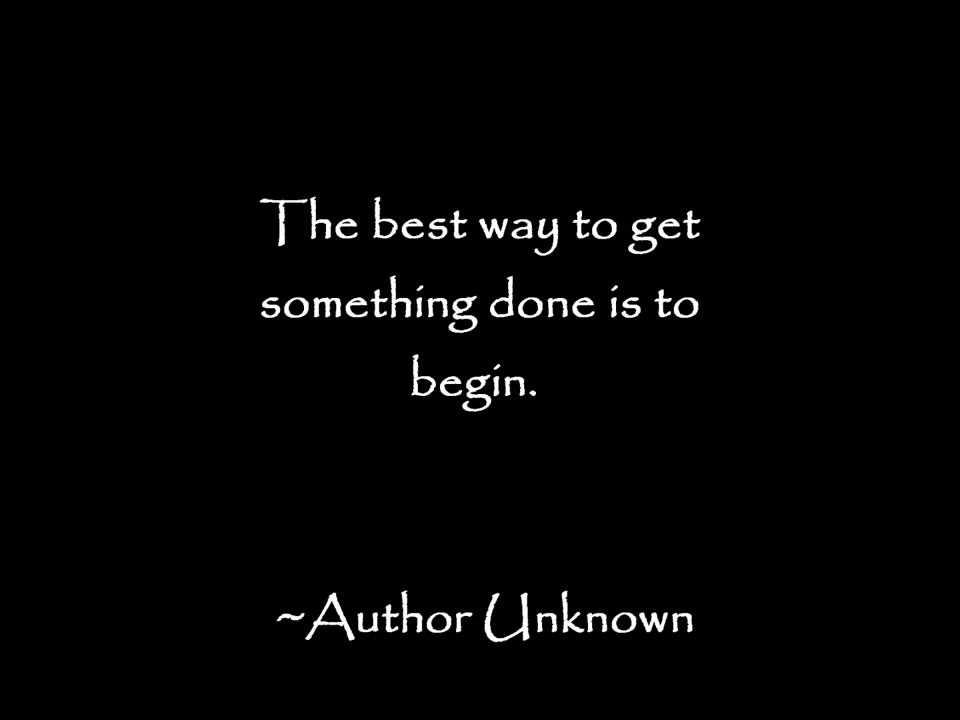 The best way to get
something done is to
begin.
~Author Unknown